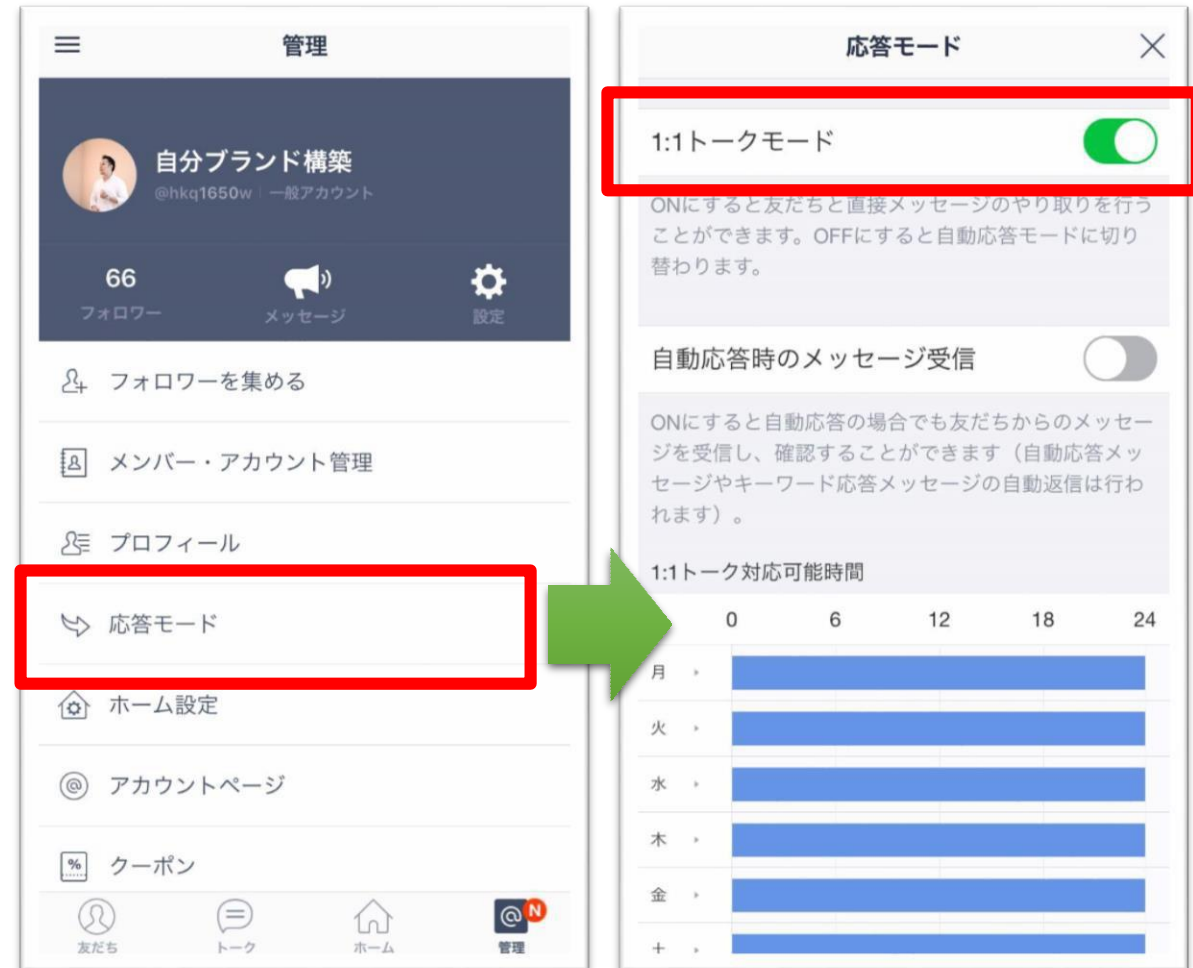 管理
自分ブランド構築
@hkq1650w 一般アカウント
66
フォロワー
メッセージ
設定
フォロワーを集める
メンバー・アカウント管理
プロフィール
応答モード
ホーム設定
@ アカウントページ
% クーポン
友だち
トーク
ホーム
@ N
管理
応答モード
1:1トークモード
ONにすると友だちと直接メッセージのやり取りを行う
ことができます。OFFにすると自動応答モードに切り
替わります。
自動応答時のメッセージ受信
ONにすると自動応答の場合でも友だちからのメッセー
ジを受信し、確認することができます（自動応答メッ
セージやキーワード応答メッセージの自動返信は行わ
れます）。
1:1トーク対応可能時間
0 6 12 18 24
月
火
水
木
金
土